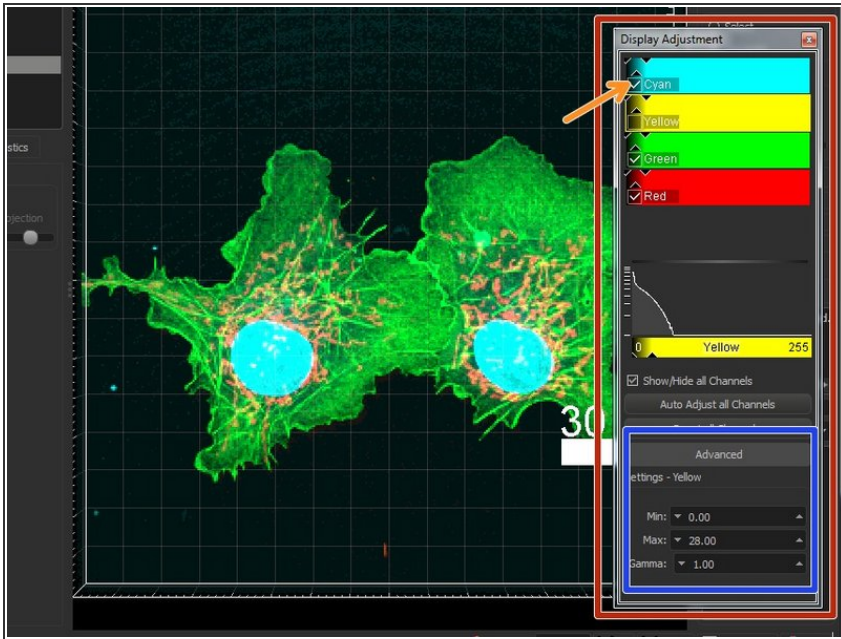 Display Adjustment
Cyan
Yellow
Green
Red
stics
ojection
0 Yellow 255
Show/Hide all Channels
Auto Adjust all Channels
Advanced
ettings - Yellow
Min: 0.00
Max: 28.00
Gamma: 1.00
30
d.